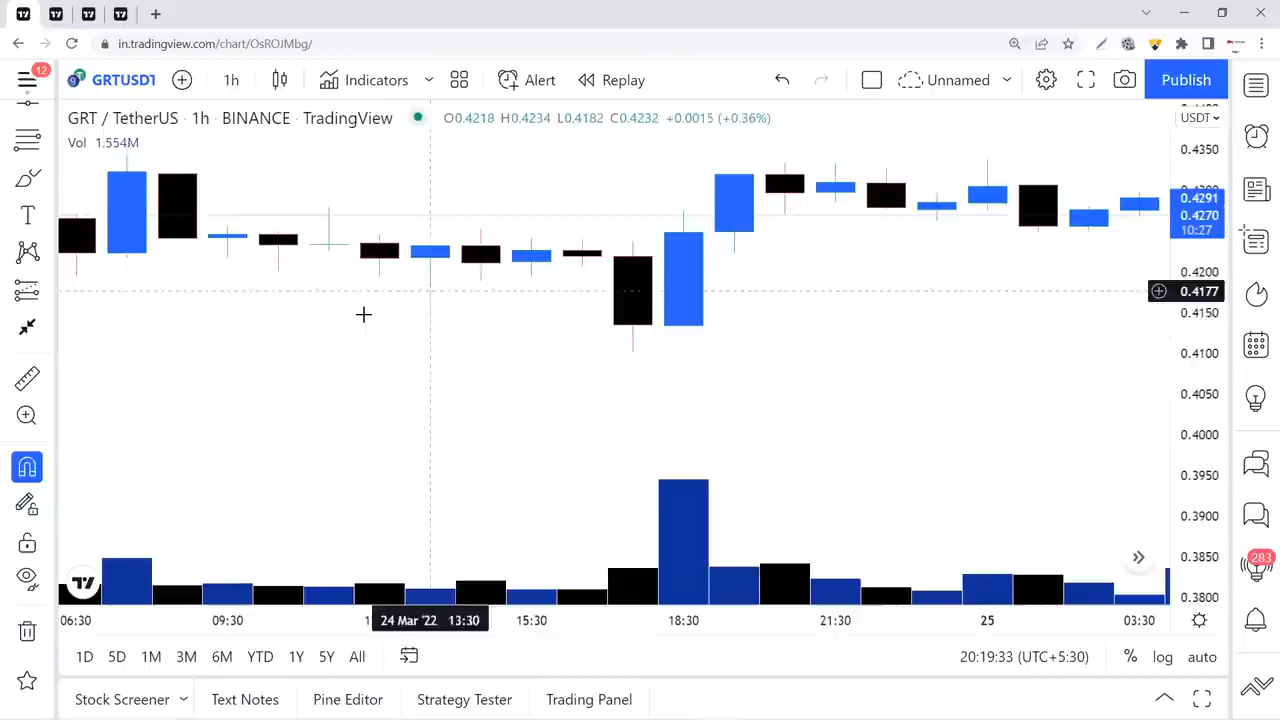 in.tradingview.com/chart/OsROJMbg/
12
GRTUSD1
1h
Indicators
Alert
Replay
Unnamed
Publish
GRT / TetherUS · 1h · BINANCE · TradingView
O0.4218 H0.4234 L0.4182 C0.4232 +0.0015 (+0.36%)
USDT
Vol 1.554M
0.4350
0.4291
0.4270
10:27
0.4200
0.4177
0.4150
0.4100
0.4050
0.4000
0.3950
0.3900
0.3850
0.3800
283
06:30
09:30
24 Mar '22 13:30
15:30
18:30
21:30
25
03:30
1D
5D
1M
3M
6M
YTD
1Y
5Y
All
20:19:33 (UTC+5:30)
%
log
auto
Stock Screener
Text Notes
Pine Editor
Strategy Tester
Trading Panel